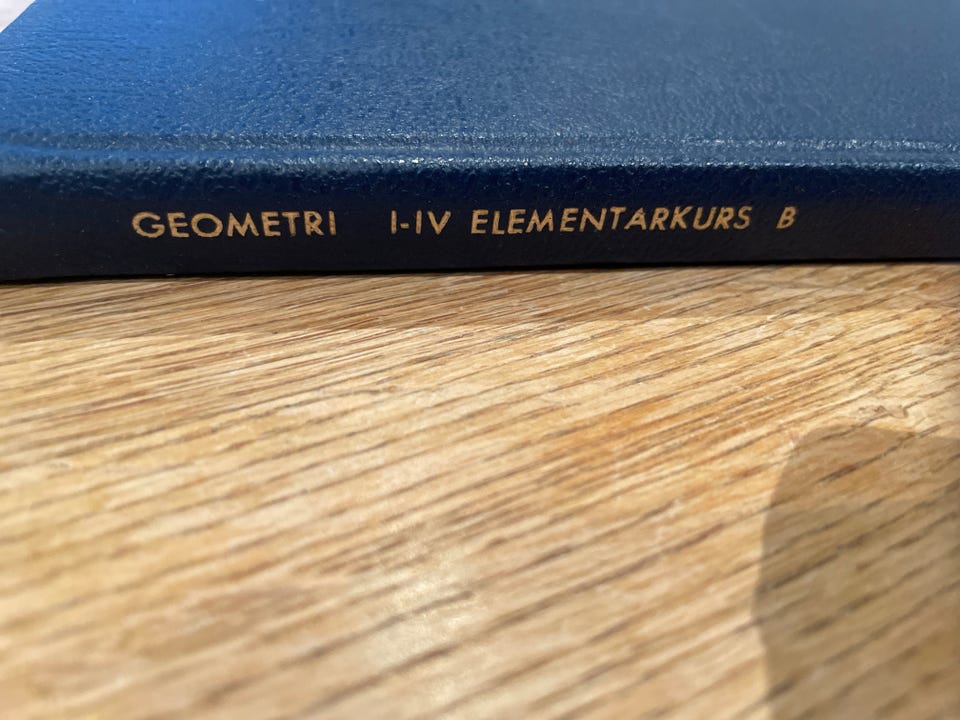 GEOMETRI I-IV ELEMENTARKURS B